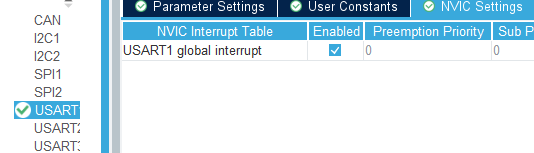 CAN
I2C1
I2C2
SPI1
SPI2
USART1
USART2
USART3
Parameter Settings
User Constants
NVIC Settings
NVIC Interrupt Table
Enabled
Preemption Priority
Sub P
USART1 global interrupt
0
0